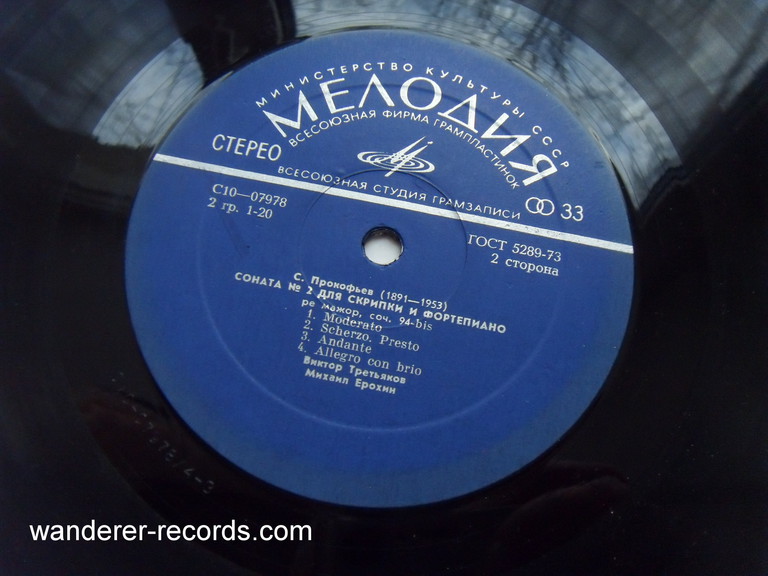 МИНИСТЕРСТВО КУЛЬТУРЫ СССР
МЕЛОДИЯ
ВСЕСОЮЗНАЯ ФИРМА ГРАМПЛАСТИНОК
СТЕРЕО
ВСЕСОЮЗНАЯ СТУДИЯ ГРАМЗАПИСИ
33
С10—07978
2 гр. 1-20
ГОСТ 5289-73
2 сторона
С. Прокофьев (1891—1953)
СОНАТА № 2 ДЛЯ СКРИПКИ И ФОРТЕПИАНО
ре мажор, соч. 94-bis
1. Moderato
2. Scherzo. Presto
3. Andante
4. Allegro con brio
Виктор Третьяков
Михаил Ерохин
wanderer-records.com